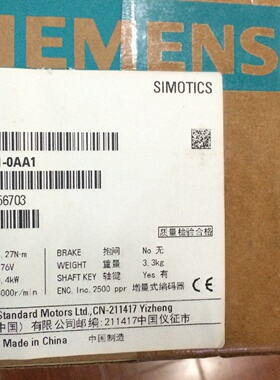 IEMENS
SIMOTICS
-0AA1
56703
质量检验合格
.27N·m BRAKE 抱闸 No 无
76V WEIGHT 重量 3.3kg
.4kW SHAFT KEY 轴键 Yes 有
000r/min ENC. Inc. 2500 ppr 增量式编码器
CE
Standard Motors Ltd.,CN-211417 Yizheng
中国）有限公司邮编:211417中国仪征市
n China 中国制造